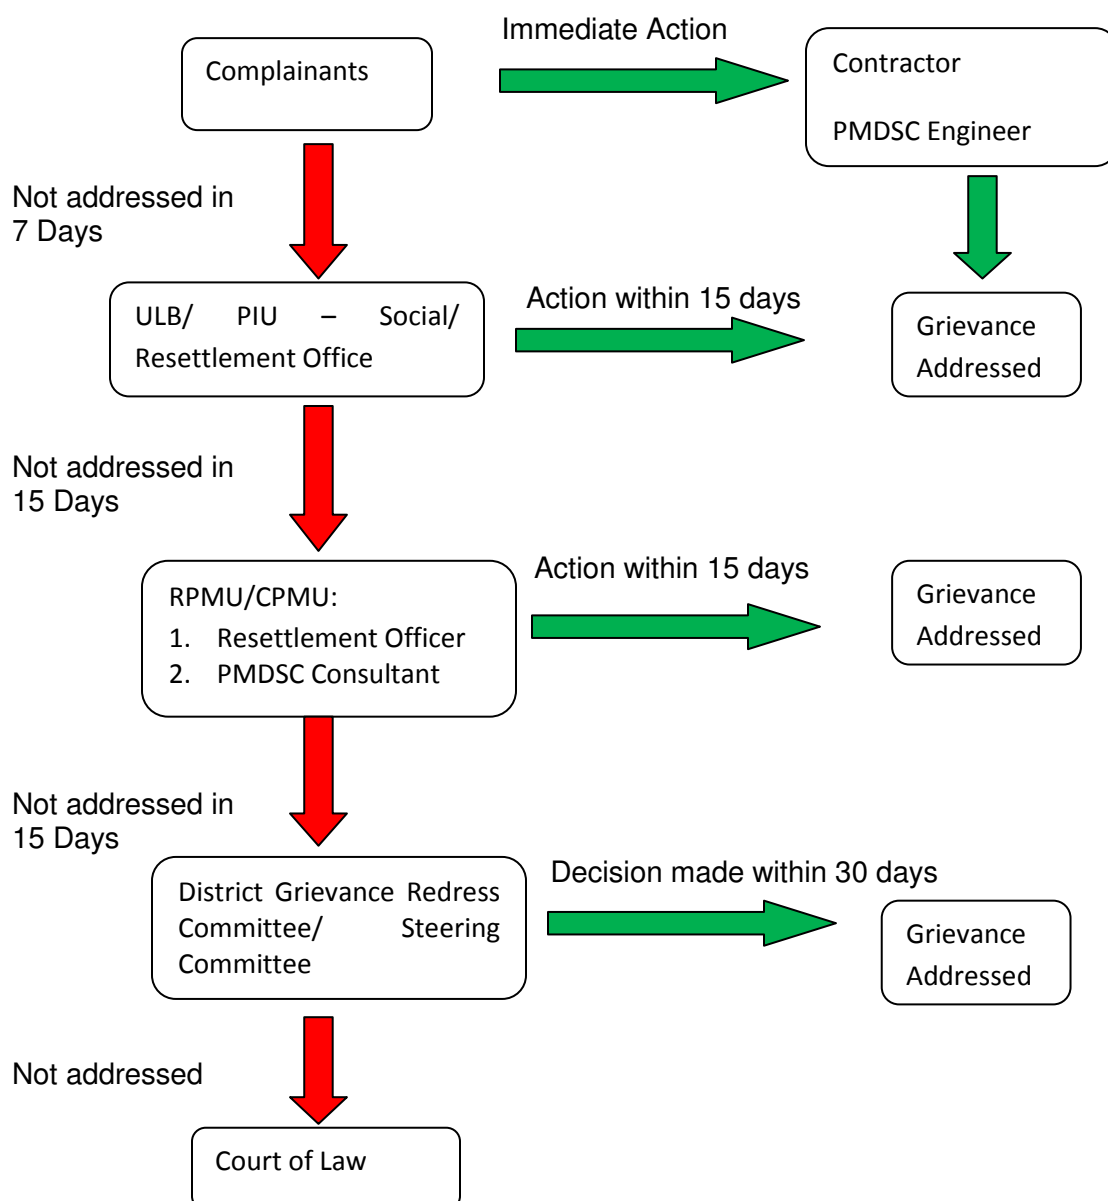 Immediate Action
Complainants
Contractor
PMDSC Engineer
Not addressed in
7 Days
ULB/ PIU – Social/
Resettlement Office
Action within 15 days
Grievance
Addressed
Not addressed in
15 Days
RPMU/CPMU:
1. Resettlement Officer
2. PMDSC Consultant
Action within 15 days
Grievance
Addressed
Not addressed in
15 Days
District Grievance Redress
Committee/ Steering
Committee
Decision made within 30 days
Grievance
Addressed
Not addressed
Court of Law